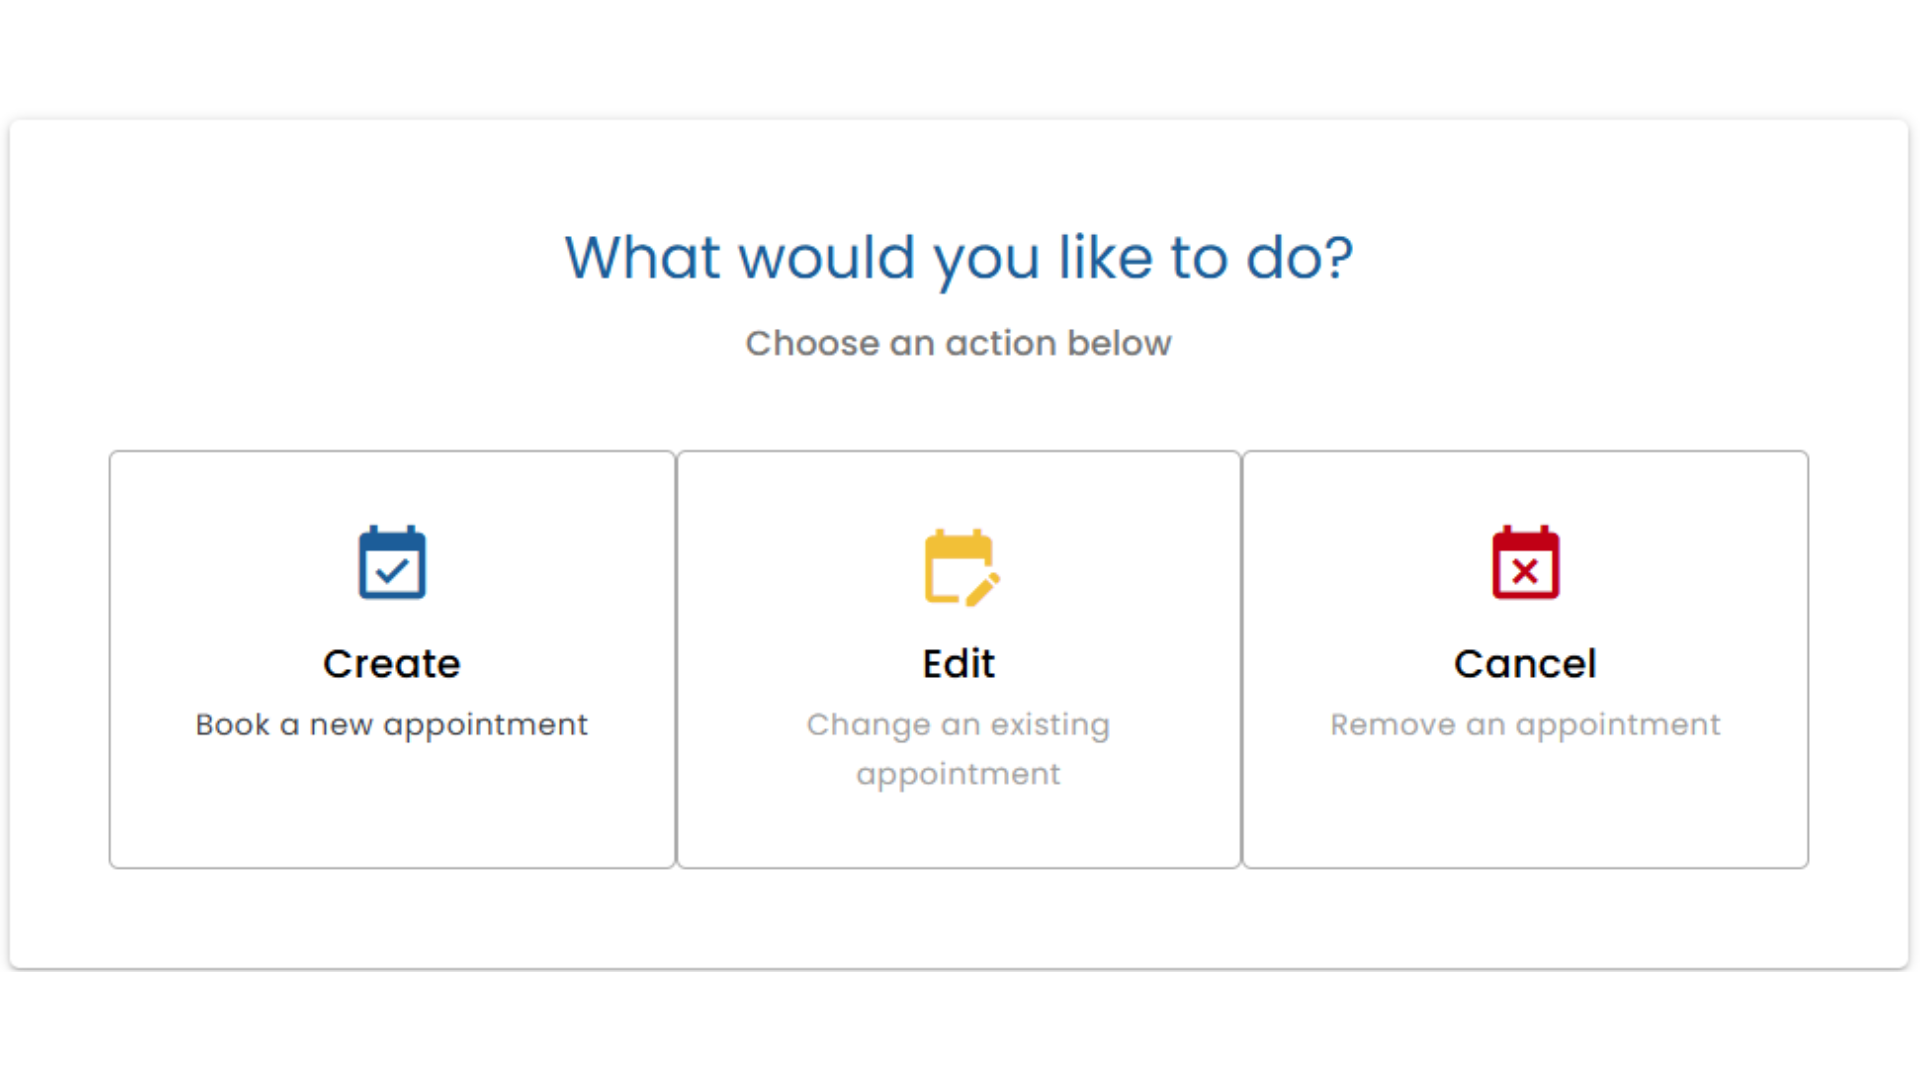 What would you like to do?
Choose an action below
Create
Book a new appointment
Edit
Change an existing
appointment
Cancel
Remove an appointment